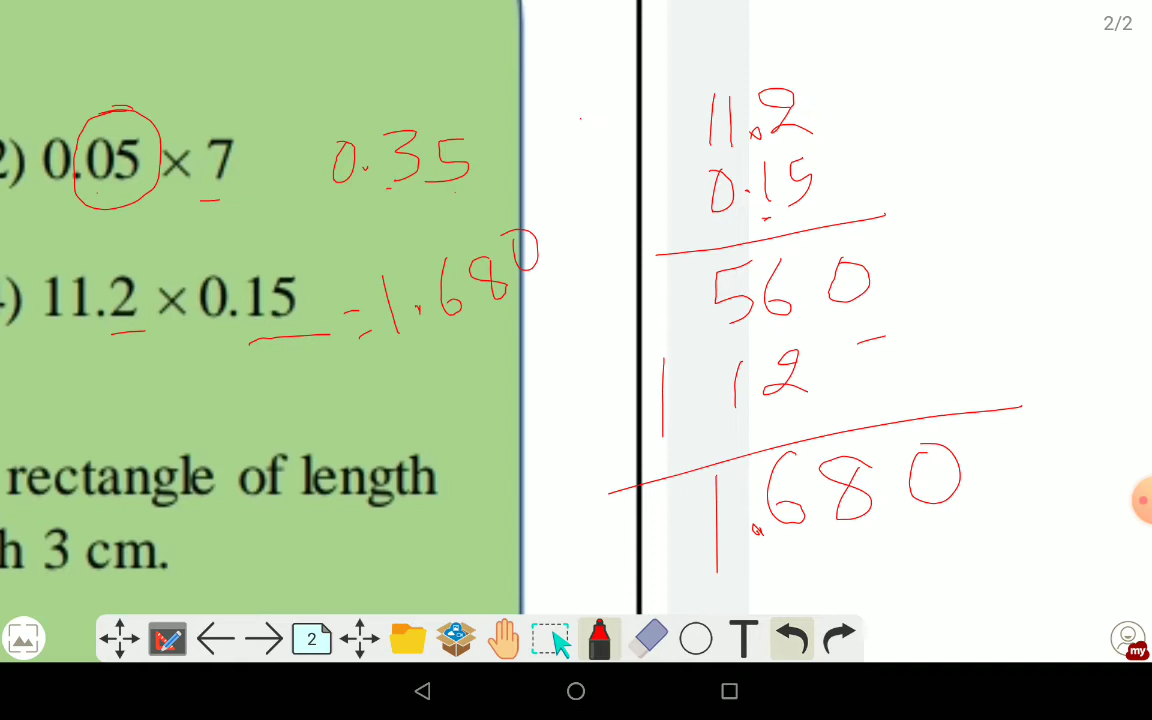 2/2
2) 0.05 × 7 0.35
4) 11.2 × 0.15 = 1.680
rectangle of length
h 3 cm.
11.2
0.15
560
112 -
1.680
2
T
my